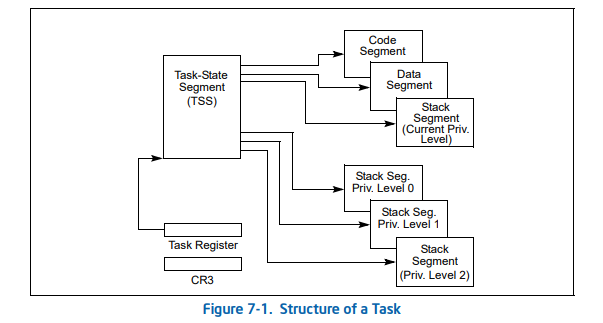 Code
Segment
Task-State
Segment
(TSS)
Data
Segment
Stack
Segment
(Current Priv.
Level)
Stack Seg.
Priv. Level 0
Stack Seg.
Priv. Level 1
Task Register
Stack
Segment
(Priv. Level 2)
CR3
Figure 7-1. Structure of a Task